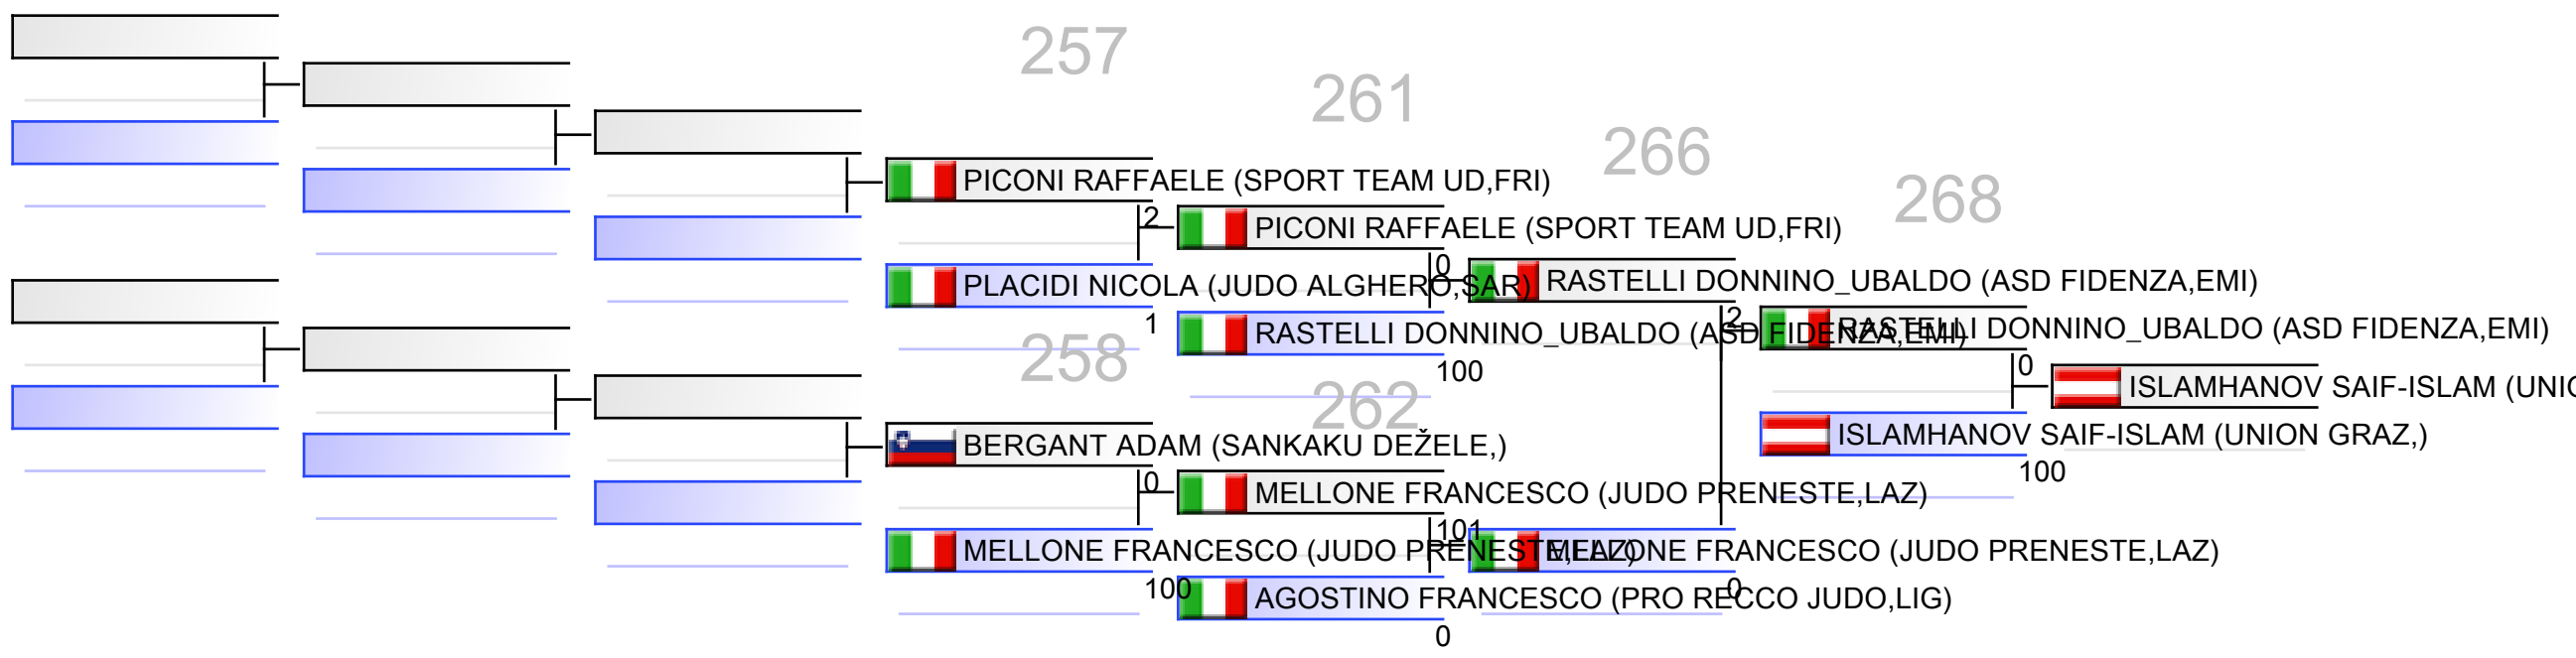 257
261
266
268
PICONI RAFFAELE (SPORT TEAM UD,FRI)
2
PICONI RAFFAELE (SPORT TEAM UD,FRI)
0
PLACIDI NICOLA (JUDO ALGHERO,SAR)
1
RASTELLI DONNINO_UBALDO (ASD FIDENZA,EMI)
2
RASTELLI DONNINO_UBALDO (ASD FIDENZA,EMI)
100
RASTELLI DONNINO_UBALDO (ASD FIDENZA,EMI)
0
ISLAMHANOV SAIF-ISLAM (UNIO
ISLAMHANOV SAIF-ISLAM (UNION GRAZ,)
100
258
262
BERGANT ADAM (SANKAKU DEŽELE,)
0
MELLONE FRANCESCO (JUDO PRENESTE,LAZ)
101
MELLONE FRANCESCO (JUDO PRENESTE,LAZ)
100
MELLONE FRANCESCO (JUDO PRENESTE,LAZ)
0
AGOSTINO FRANCESCO (PRO RECCO JUDO,LIG)
0